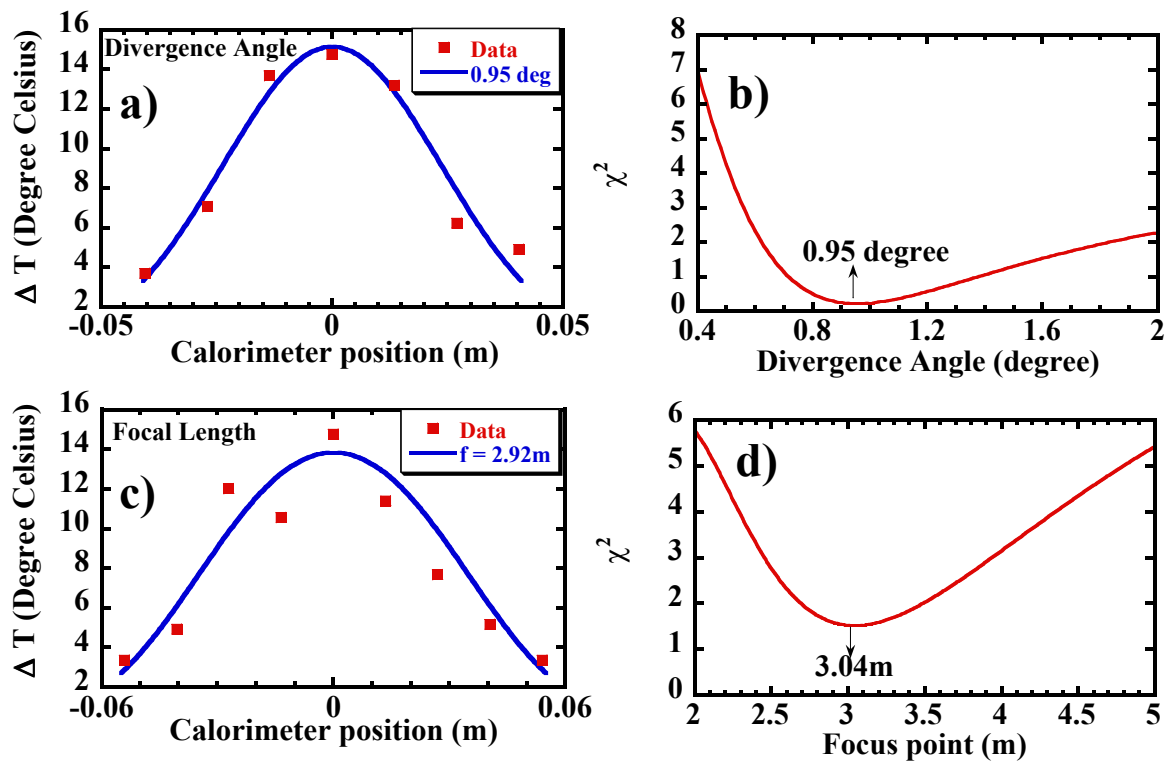 16
14
12
10
8
6
4
2
Δ T (Degree Celsius)
Divergence Angle
a)
Data
0.95 deg
-0.05
0
0.05
Calorimeter position (m)
8
7
6
5
4
3
2
1
0
χ²
b)
0.95 degree
0.4
0.8
1.2
1.6
2
Divergence Angle (degree)
16
14
12
10
8
6
4
2
Δ T (Degree Celsius)
Focal Length
c)
Data
f = 2.92m
-0.06
0
0.06
Calorimeter position (m)
6
5
4
3
2
1
0
χ²
d)
3.04m
2
2.5
3
3.5
4
4.5
5
Focus point (m)